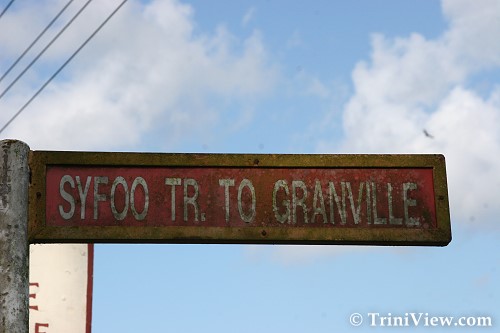 SYFOO TR. TO GRANVILLE
E
E
© TriniView.com